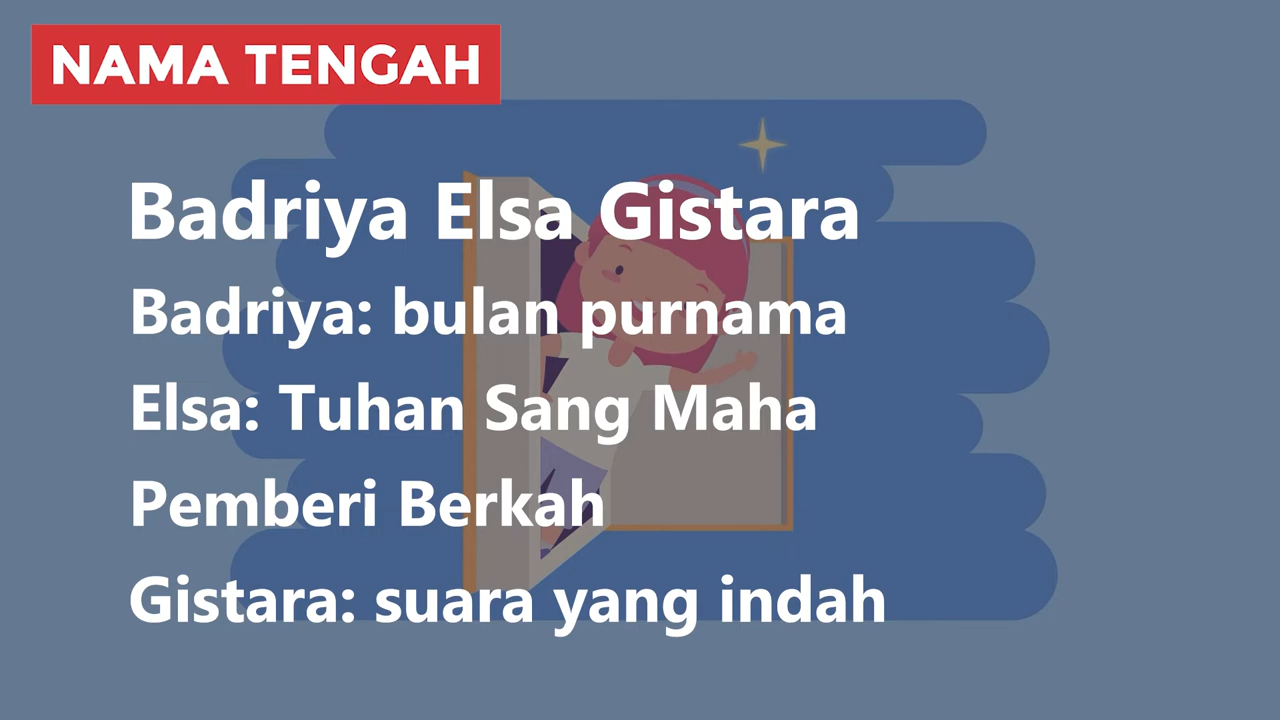 NAMA TENGAH
Badriya Elsa Gistara
Badriya: bulan purnama
Elsa: Tuhan Sang Maha
Pemberi Berkah
Gistara: suara yang indah